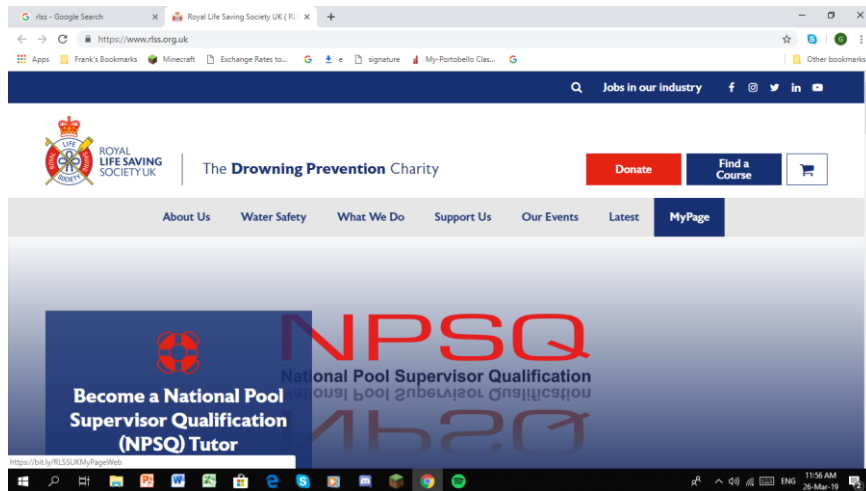 rlss - Google Search
Royal Life Saving Society UK ( RL
https://www.rlss.org.uk
G
Apps
Frank's Bookmarks
Minecraft
Exchange Rates to...
e
signature
My-Portobello Clas...
Other bookmarks
Jobs in our industry
LIFE
SAVING
ROYAL
SOCIETY
ROYAL
LIFE SAVING
SOCIETY UK
The Drowning Prevention Charity
Donate
Find a
Course
About Us
Water Safety
What We Do
Support Us
Our Events
Latest
MyPage
NPSQ
National Pool Supervisor Qualification
Become a National Pool
Supervisor Qualification
(NPSQ) Tutor
https://bit.ly/RLSSUKMyPageWeb
ENG
11:56 AM
26-Mar-19